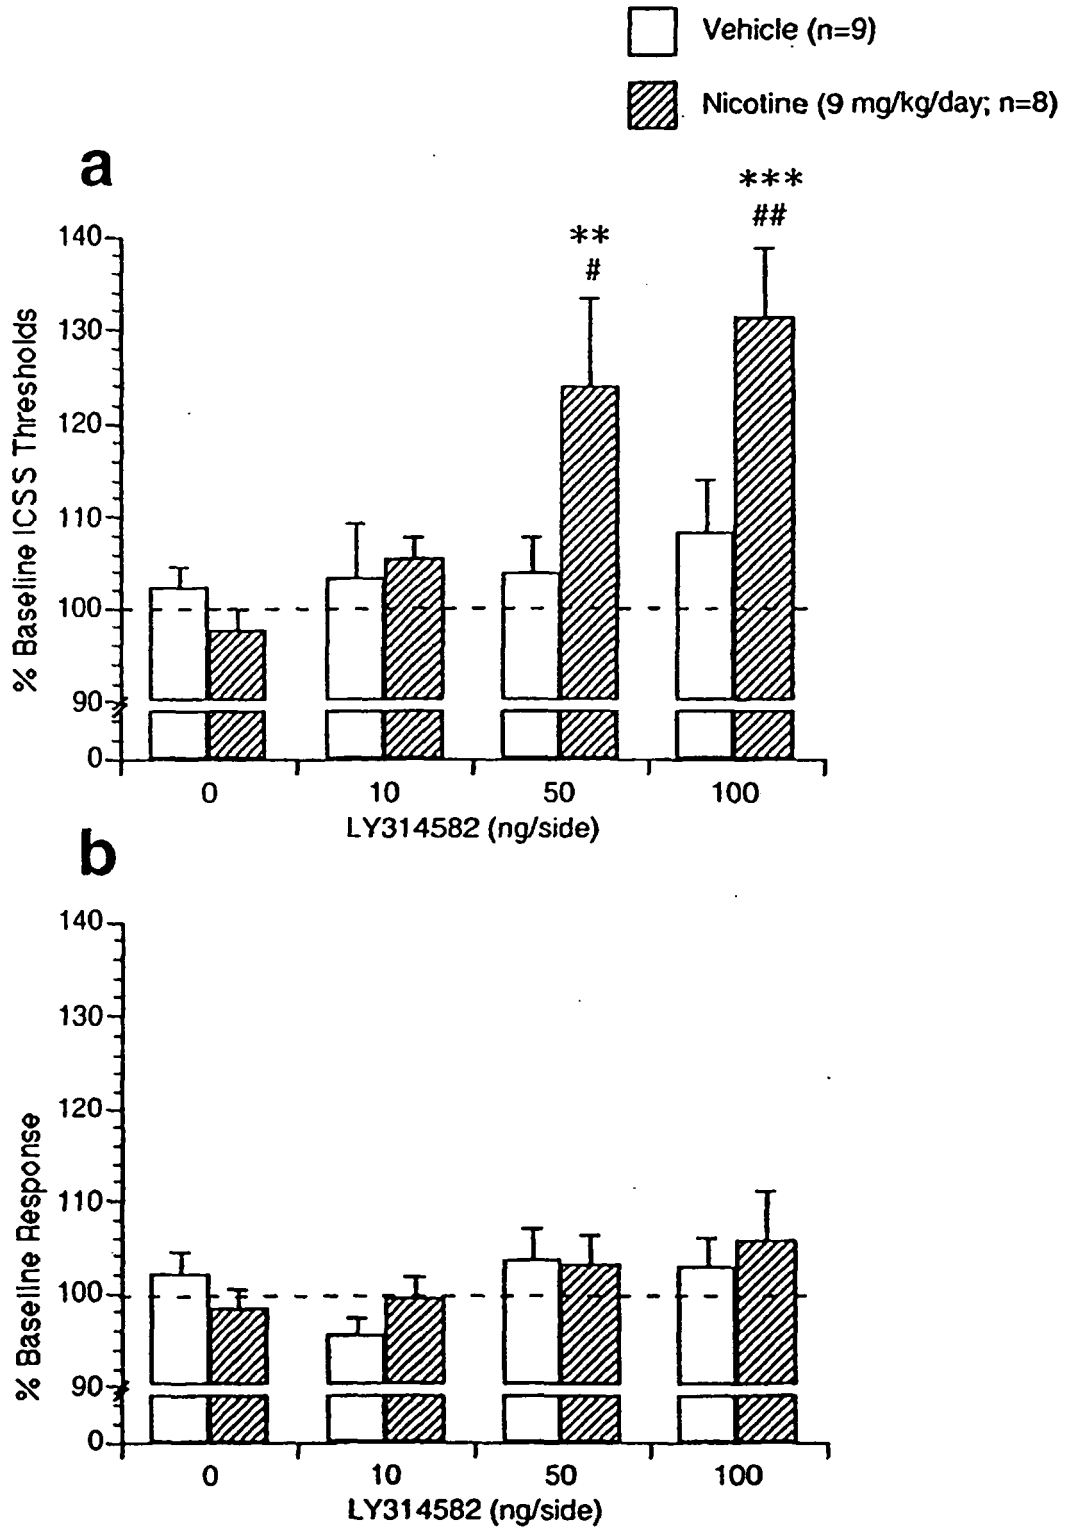 Vehicle (n=9)
Nicotine (9 mg/kg/day; n=8)
a
***
##
**
#
140
130
120
110
100
90
0
% Baseline ICSS Thresholds
0 10 50 100
LY314582 (ng/side)
b
140
130
120
110
100
90
0
% Baseline Response
0 10 50 100
LY314582 (ng/side)